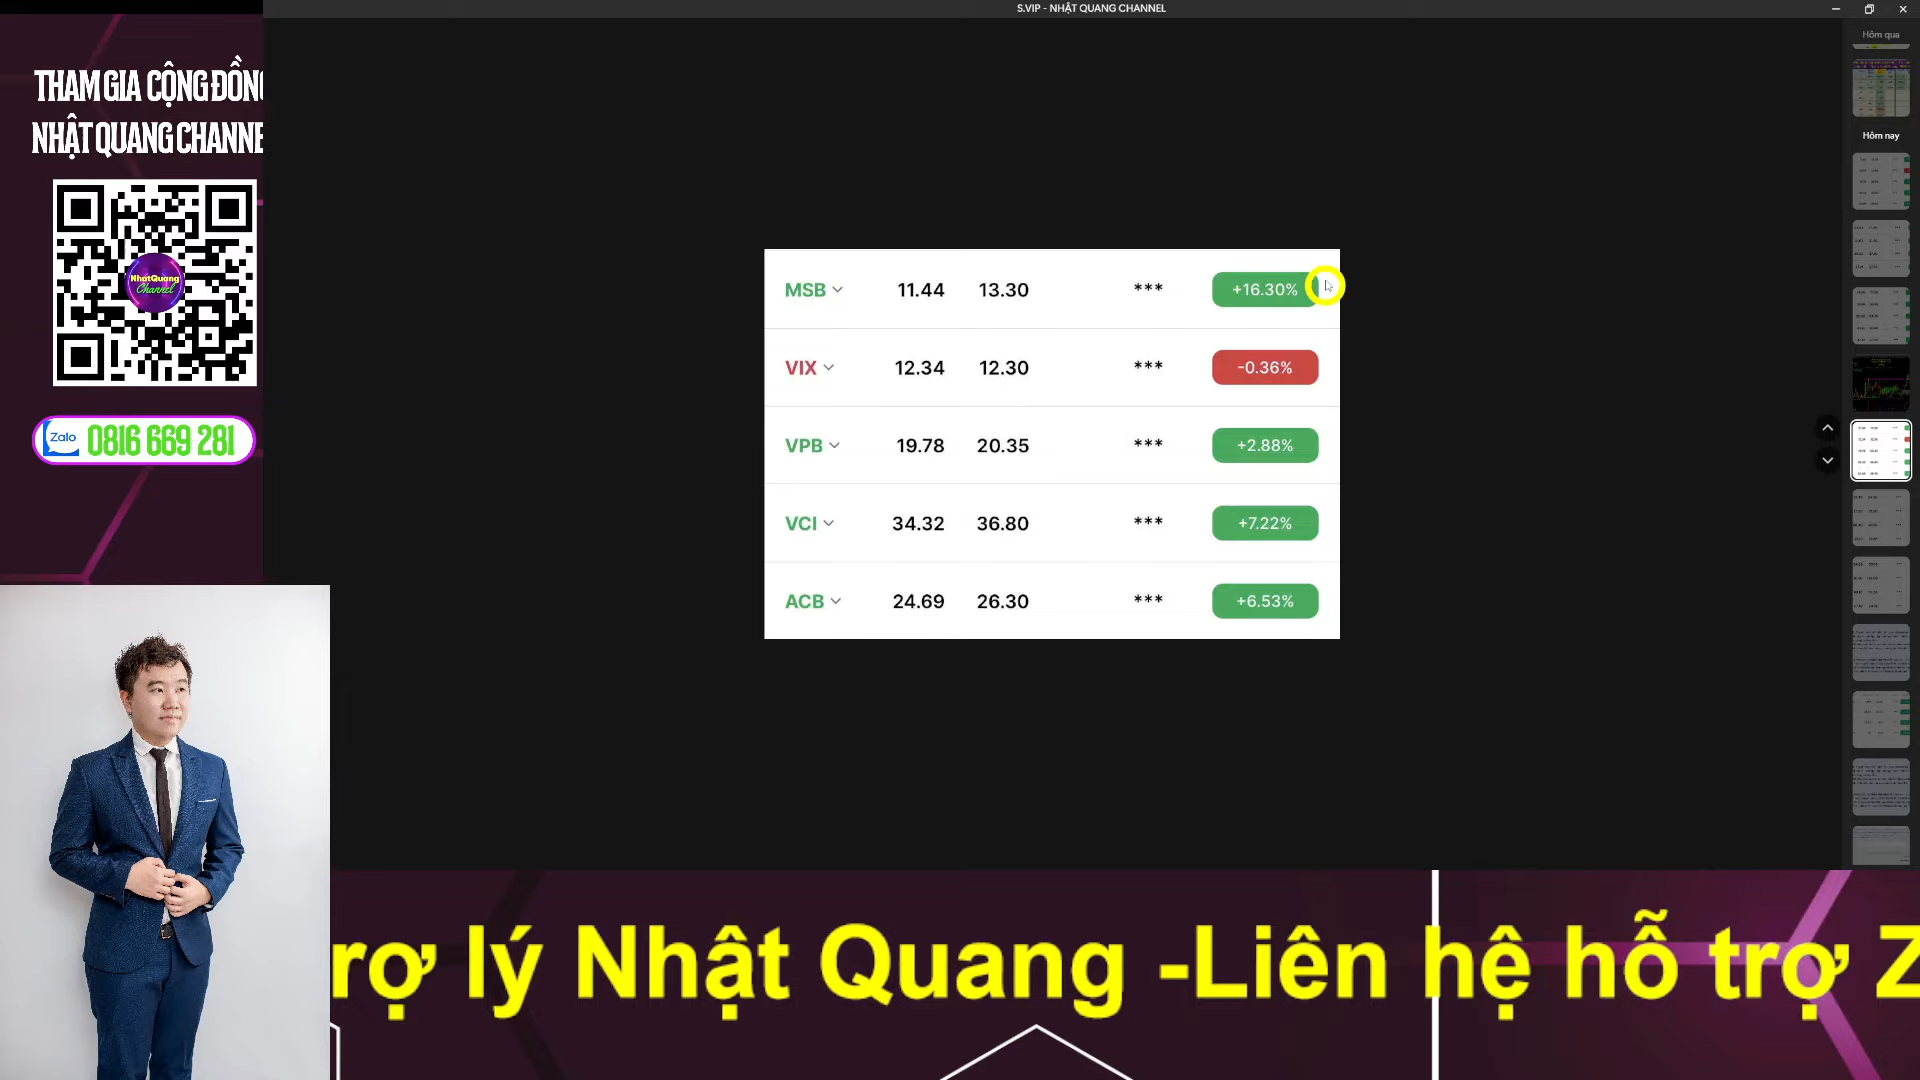 S.VIP - NHẬT QUANG CHANNEL
THAM GIA CỘNG ĐỒNG
NHẬT QUANG CHANNE
NhatQuang
Channel
Zalo 0816 669 281
MSB 11.44 13.30 *** +16.30%
VIX 12.34 12.30 *** -0.36%
VPB 19.78 20.35 *** +2.88%
VCI 34.32 36.80 *** +7.22%
ACB 24.69 26.30 *** +6.53%
Hôm qua
Hôm nay
rợ lý Nhật Quang -Liên hệ hỗ trợ Z